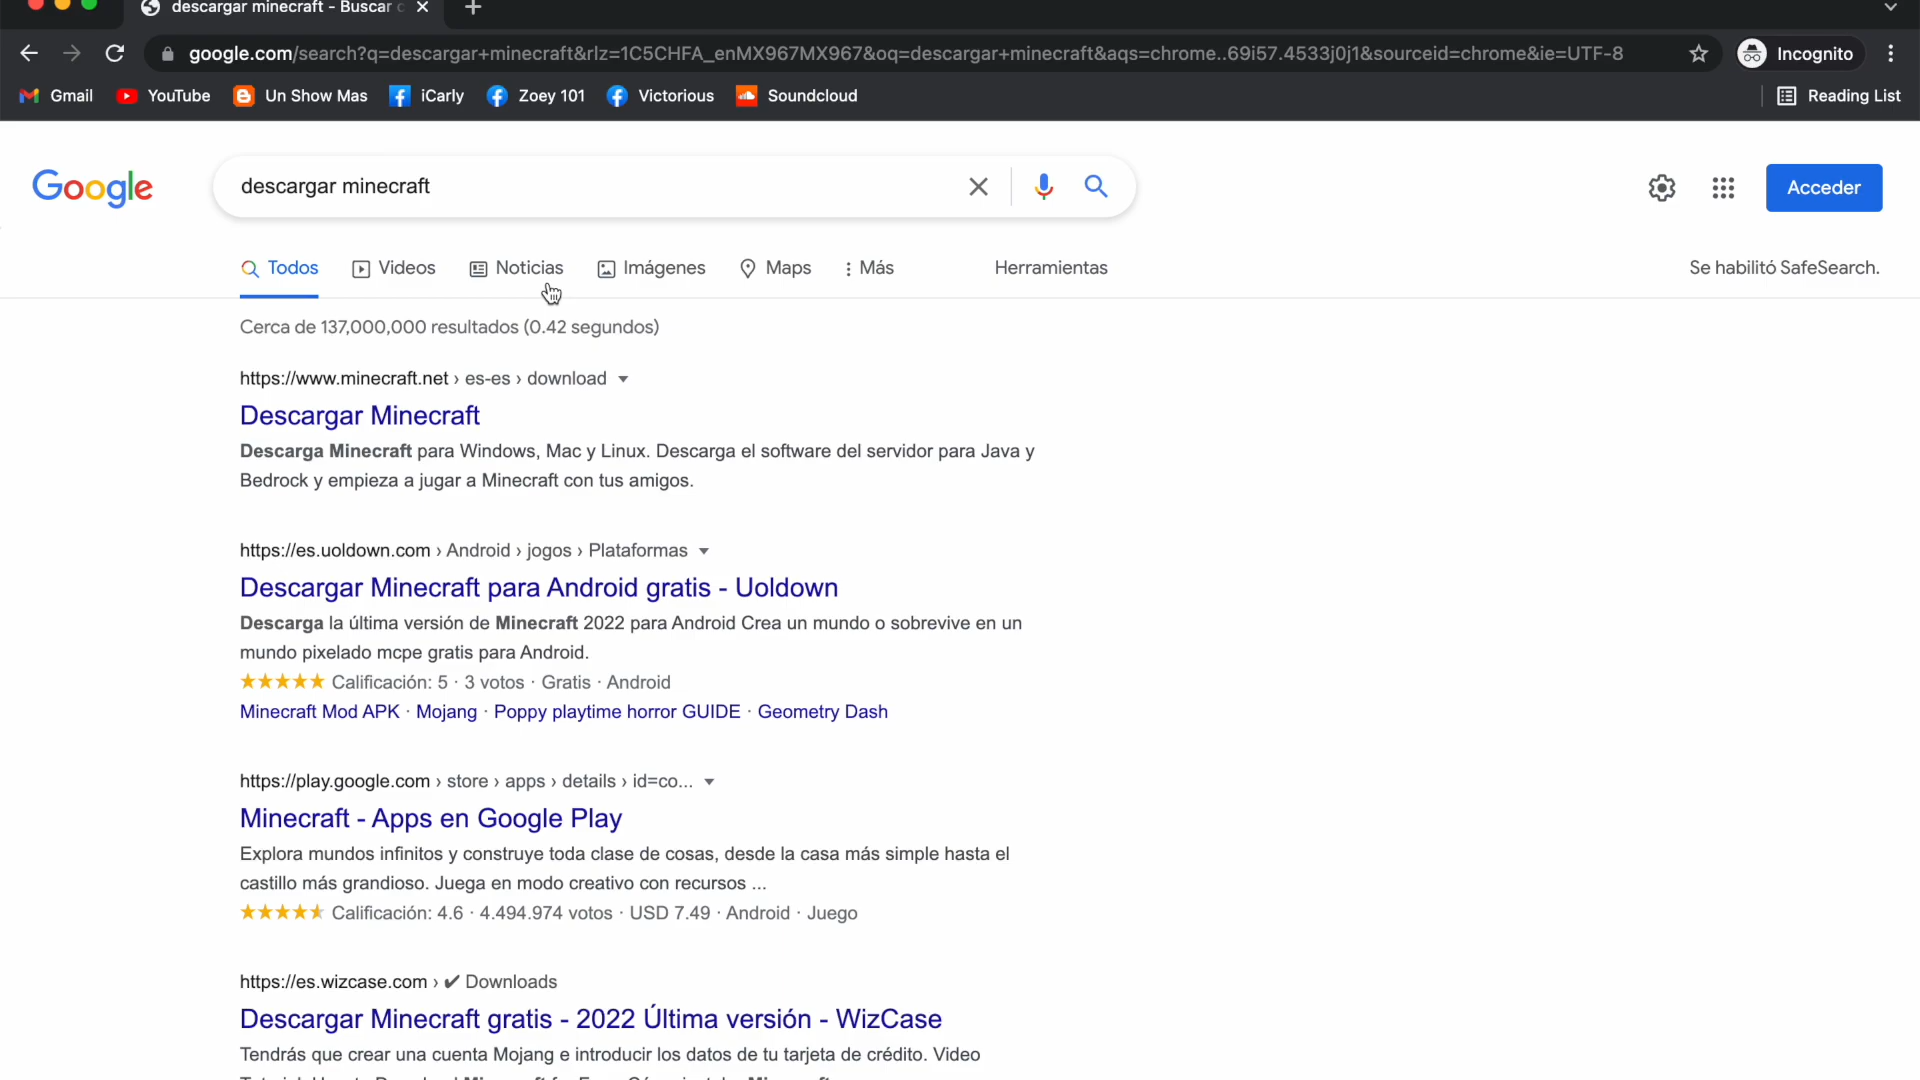 descargar minecraft - Buscar
google.com/search?q=descargar+minecraft&rlz=1C5CHFA_enMX967MX967&oq=descargar+minecraft&aqs=chrome..69i57.4533j0j1&sourceid=chrome&ie=UTF-8
Incognito
Gmail YouTube Un Show Mas iCarly Zoey 101 Victorious Soundcloud Reading List
Google descargar minecraft Acceder
Todos Videos Noticias Imágenes Maps Más Herramientas Se habilitó SafeSearch.
Cerca de 137,000,000 resultados (0.42 segundos)
https://www.minecraft.net › es-es › download
Descargar Minecraft
Descarga Minecraft para Windows, Mac y Linux. Descarga el software del servidor para Java y
Bedrock y empieza a jugar a Minecraft con tus amigos.
https://es.uoldown.com › Android › jogos › Plataformas
Descargar Minecraft para Android gratis - Uoldown
Descarga la última versión de Minecraft 2022 para Android Crea un mundo o sobrevive en un
mundo pixelado mcpe gratis para Android.
★★★★★ Calificación: 5 · 3 votos · Gratis · Android
Minecraft Mod APK · Mojang · Poppy playtime horror GUIDE · Geometry Dash
https://play.google.com › store › apps › details › id=co...
Minecraft - Apps en Google Play
Explora mundos infinitos y construye toda clase de cosas, desde la casa más simple hasta el
castillo más grandioso. Juega en modo creativo con recursos ...
Calificación: 4.6 · 4.494.974 votos · USD 7.49 · Android · Juego
https://es.wizcase.com › ✔ Downloads
Descargar Minecraft gratis - 2022 Última versión - WizCase
Tendrás que crear una cuenta Mojang e introducir los datos de tu tarjeta de crédito. Video